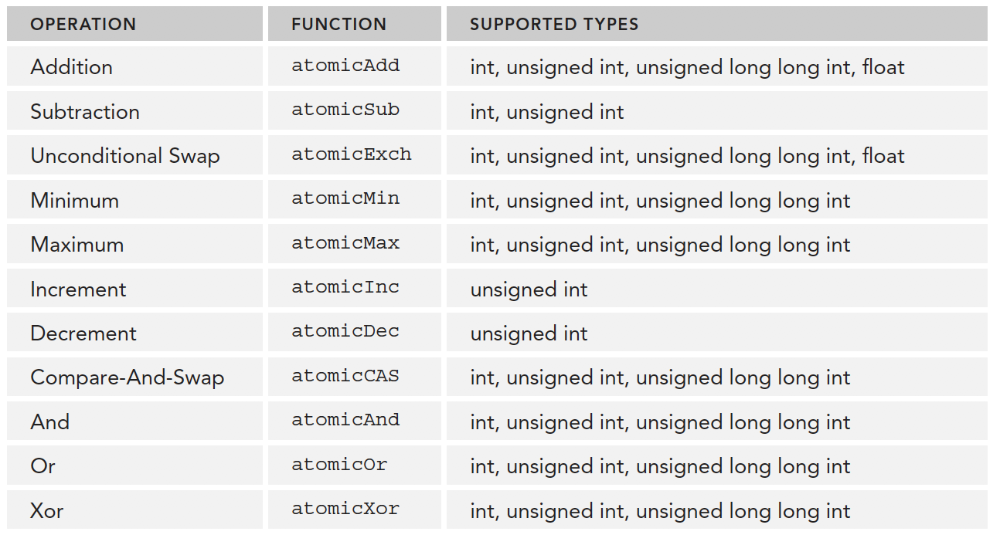 OPERATION FUNCTION SUPPORTED TYPES
Addition atomicAdd int, unsigned int, unsigned long long int, float
Subtraction atomicSub int, unsigned int
Unconditional Swap atomicExch int, unsigned int, unsigned long long int, float
Minimum atomicMin int, unsigned int, unsigned long long int
Maximum atomicMax int, unsigned int, unsigned long long int
Increment atomicInc unsigned int
Decrement atomicDec unsigned int
Compare-And-Swap atomicCAS int, unsigned int, unsigned long long int
And atomicAnd int, unsigned int, unsigned long long int
Or atomicOr int, unsigned int, unsigned long long int
Xor atomicXor int, unsigned int, unsigned long long int